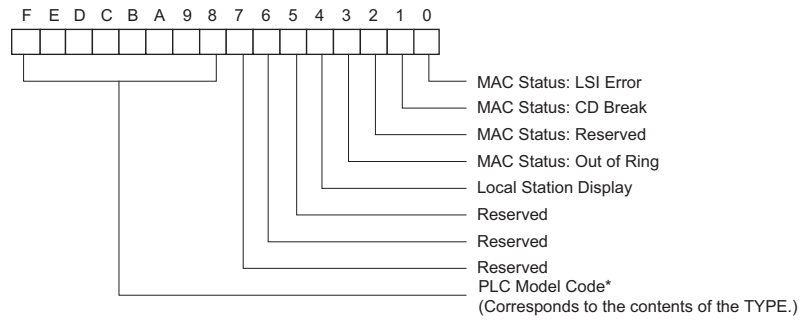 F E D C B A 9 8 7 6 5 4 3 2 1 0
MAC Status: LSI Error
MAC Status: CD Break
MAC Status: Reserved
MAC Status: Out of Ring
Local Station Display
Reserved
Reserved
Reserved
PLC Model Code*
(Corresponds to the contents of the TYPE.)